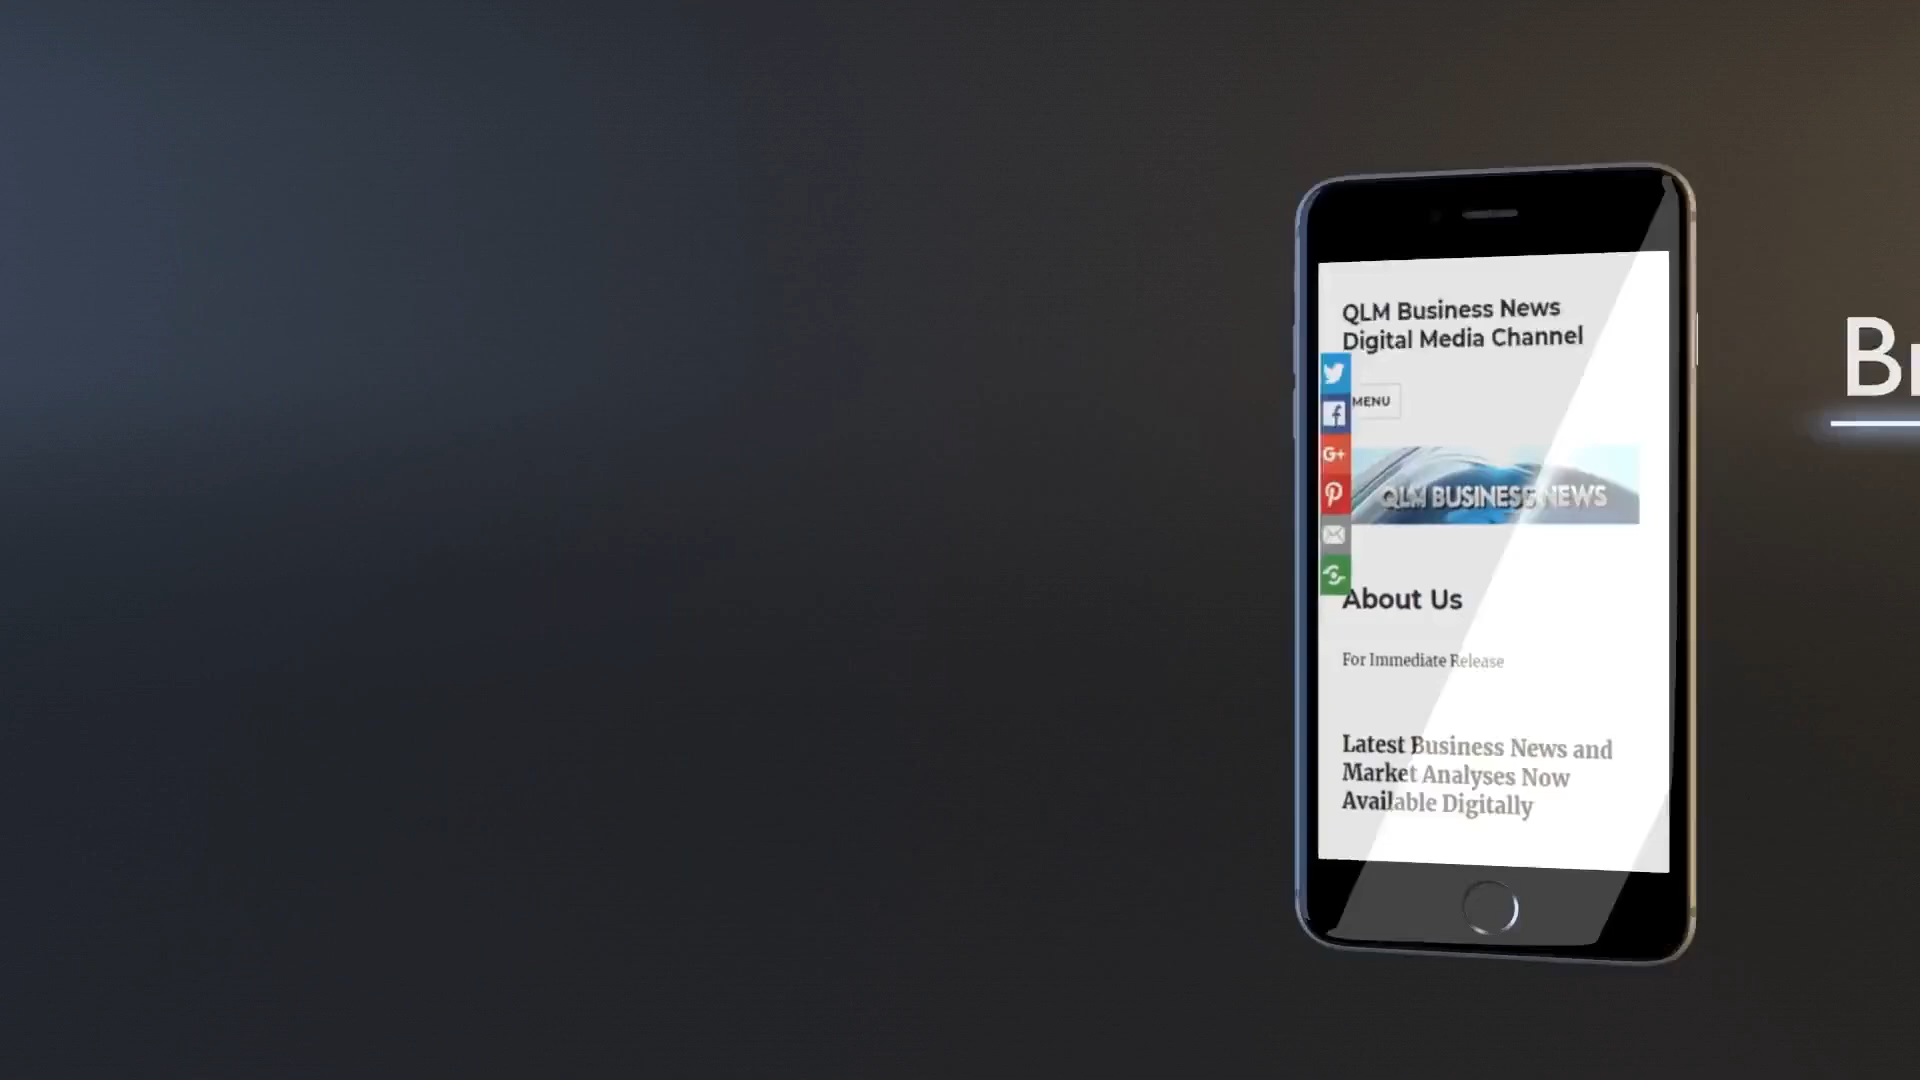 QLM Business News
Digital Media Channel
MENU
G+
QLM BUSINESS NEWS
About Us
For Immediate Release
Latest Business News and
Market Analyses Now
Available Digitally